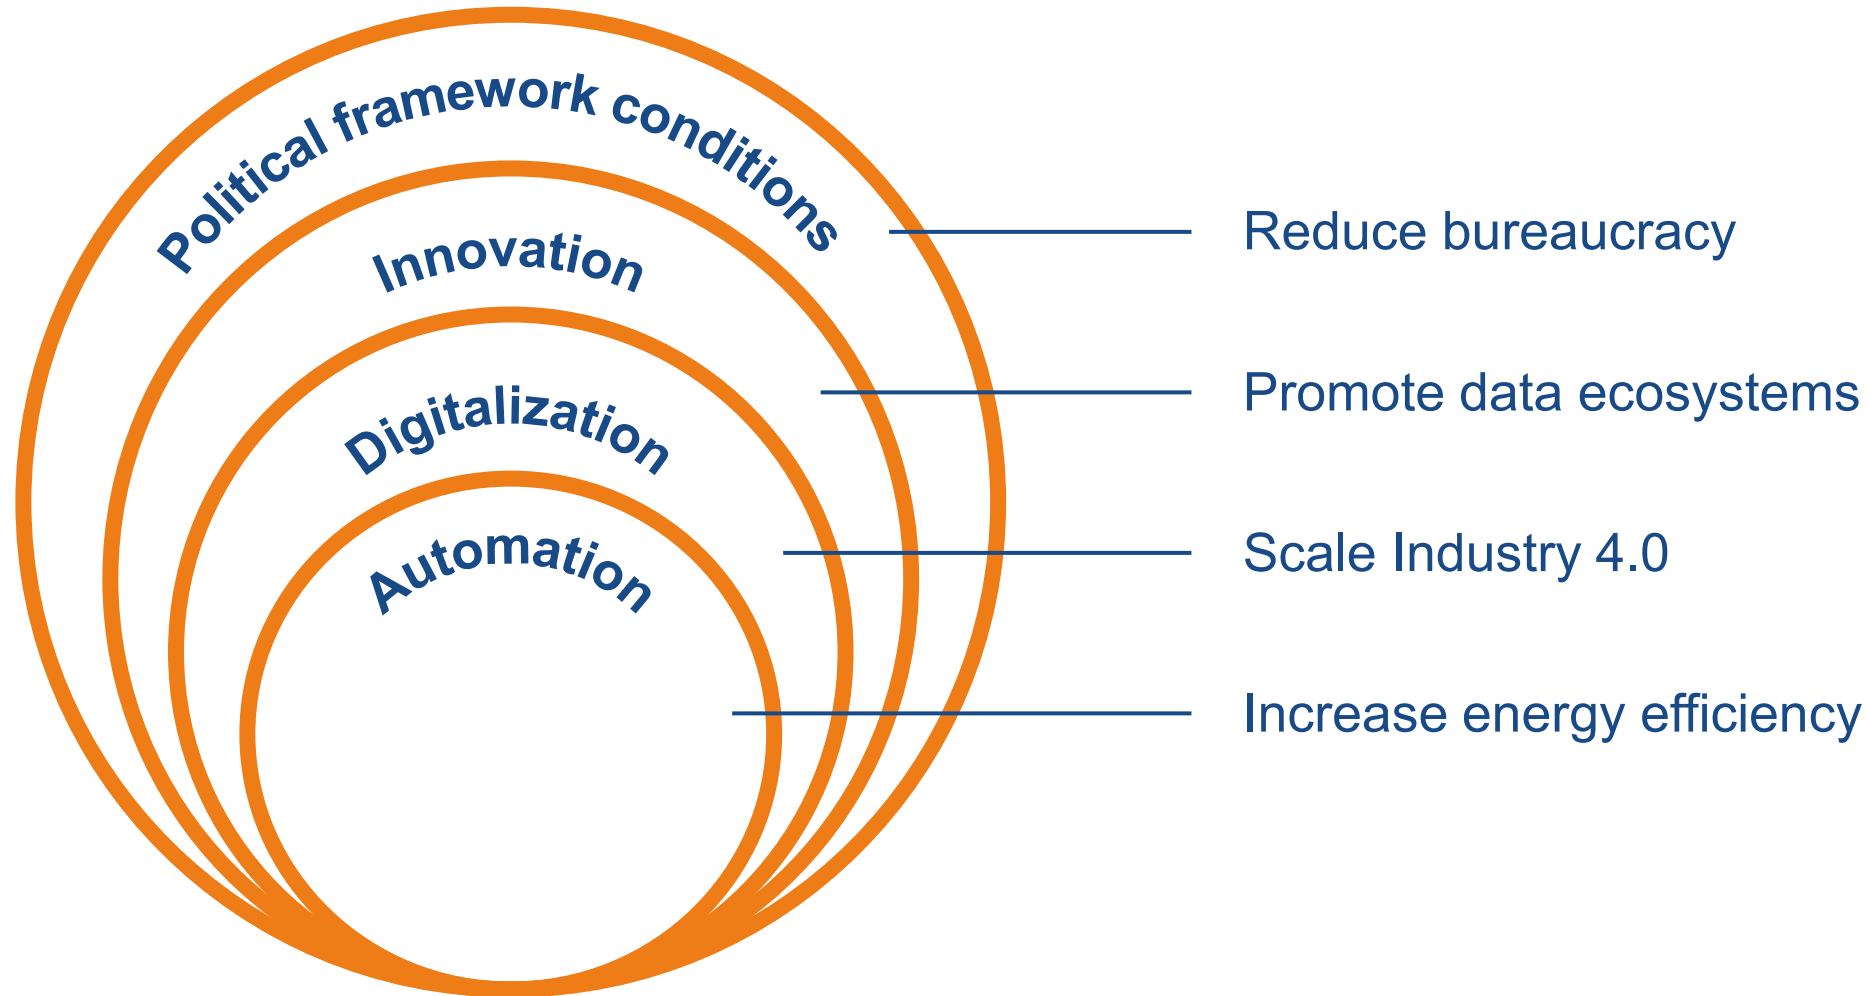 Political framework conditions
Innovation
Digitalization
Automation
Reduce bureaucracy
Promote data ecosystems
Scale Industry 4.0
Increase energy efficiency